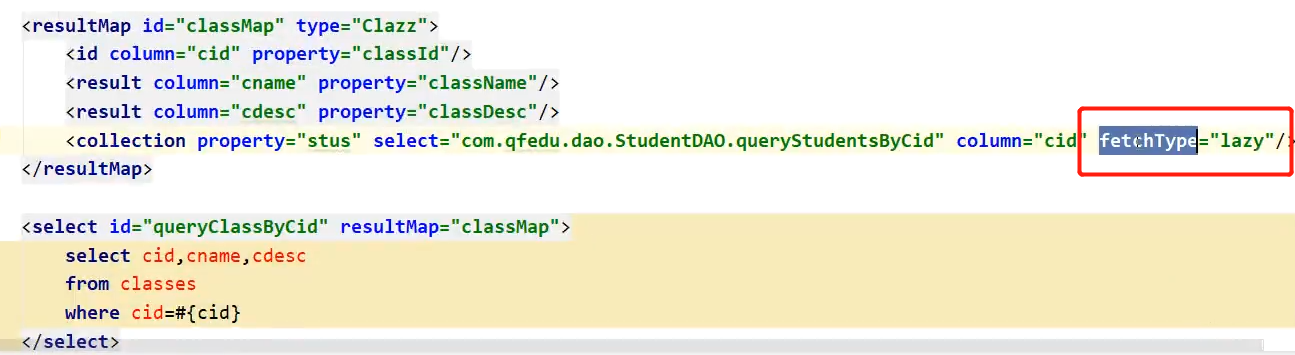 <resultMap id="classMap" type="Clazz">
<id column="cid" property="classId"/>
<result column="cname" property="className"/>
<result column="cdesc" property="classDesc"/>
<collection property="stus" select="com.qfedu.dao.StudentDAO.queryStudentsByCid" column="cid" fetchType="lazy"/>
</resultMap>
<select id="queryClassByCid" resultMap="classMap">
select cid,cname,cdesc
from classes
where cid=#{cid}
</select>